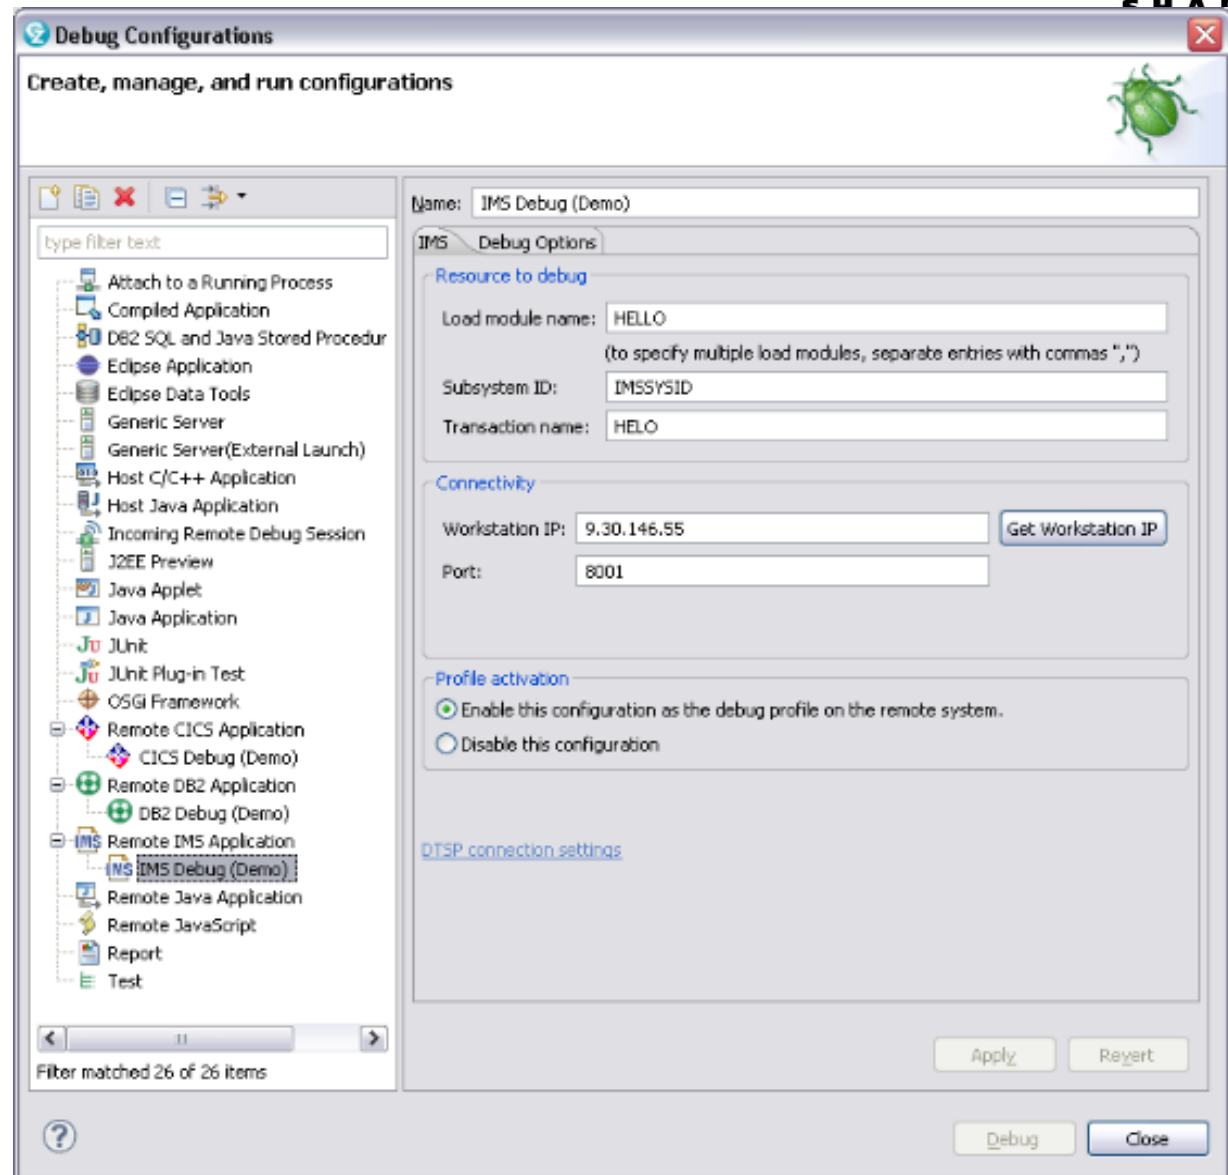 SHA
Debug Configurations
Create, manage, and run configurations
type filter text
Attach to a Running Process
Compiled Application
DB2 SQL and Java Stored Procedur
Eclipse Application
Eclipse Data Tools
Generic Server
Generic Server(External Launch)
Host C/C++ Application
Host Java Application
Incoming Remote Debug Session
J2EE Preview
Java Applet
Java Application
JUnit
JUnit Plug-in Test
OSGi Framework
Remote CICS Application
CICS Debug (Demo)
Remote DB2 Application
DB2 Debug (Demo)
Remote IMS Application
IMS Debug (Demo)
Remote Java Application
Remote JavaScript
Report
Test
Filter matched 26 of 26 items
Name: IMS Debug (Demo)
IMS Debug Options
Resource to debug
Load module name: HELLO
(to specify multiple load modules, separate entries with commas ",")
Subsystem ID: IMSSYSID
Transaction name: HELO
Connectivity
Workstation IP: 9.30.146.55 Get Workstation IP
Port: 8001
Profile activation
Enable this configuration as the debug profile on the remote system.
Disable this configuration
DTSP connection settings
Apply Revert
? Debug Close